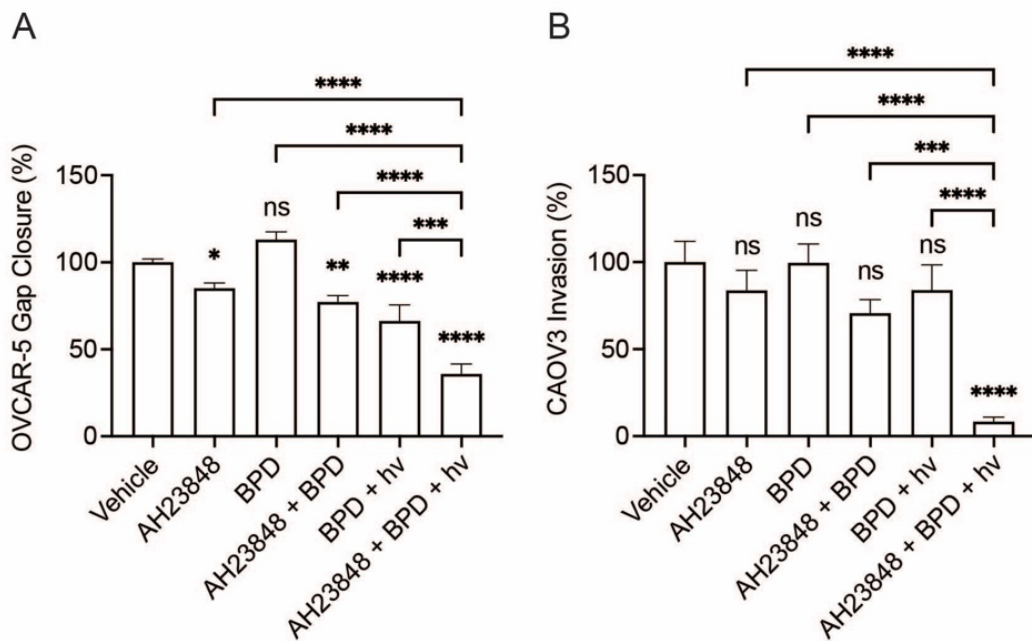 A
OVCAR-5 Gap Closure (%)
150
100
50
0
****
****
****
***
*
ns
**
****
****
Vehicle
AH23848
BPD
AH23848 + BPD
BPD + hv
AH23848 + BPD + hv
B
CAOV3 Invasion (%)
150
100
50
0
****
****
***
****
ns
ns
ns
ns
****
Vehicle
AH23848
BPD
AH23848 + BPD
BPD + hv
AH23848 + BPD + hv